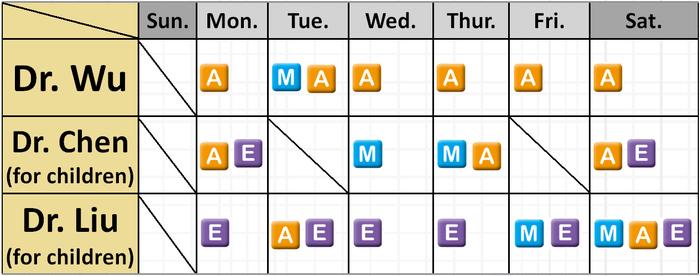 Sun. Mon. Tue. Wed. Thur. Fri. Sat.
Dr. Wu A M A A A A A
Dr. Chen A E M M A A E
(for children)
Dr. Liu E A E E E M E M A E
(for children)